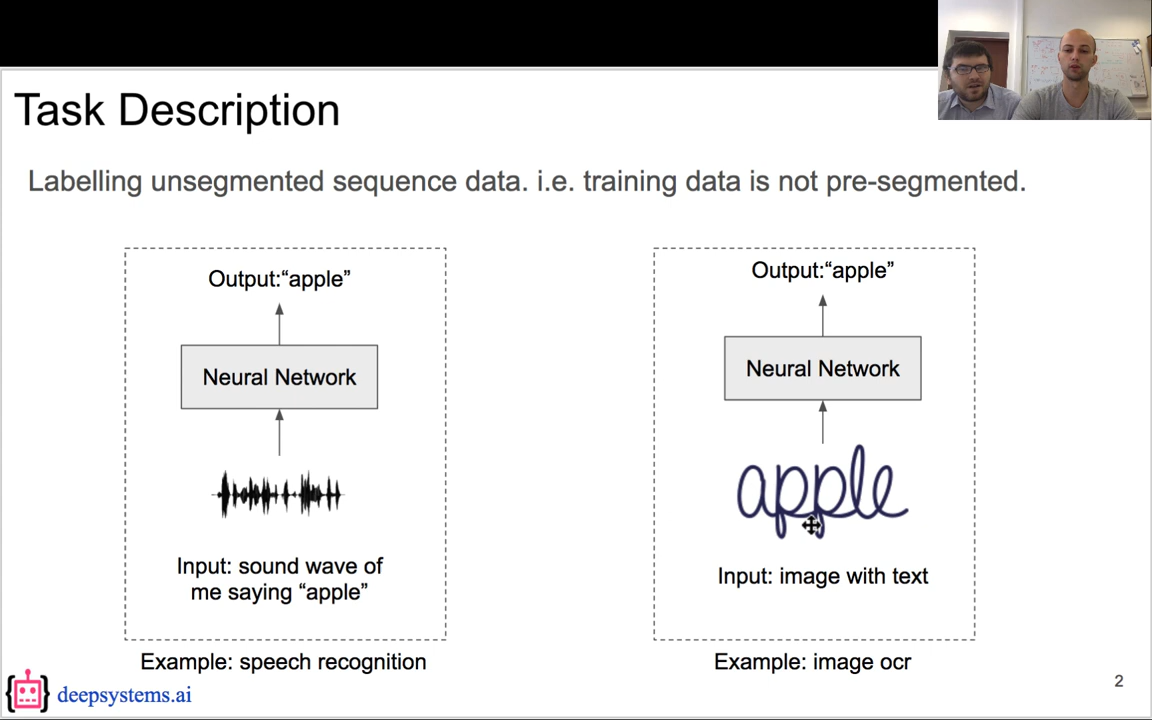 Task Description
Labelling unsegmented sequence data. i.e. training data is not pre-segmented.
Output:“apple”
Neural Network
Input: sound wave of
me saying “apple”
Example: speech recognition
Output:“apple”
Neural Network
apple
Input: image with text
Example: image ocr
deepsystems.ai
2